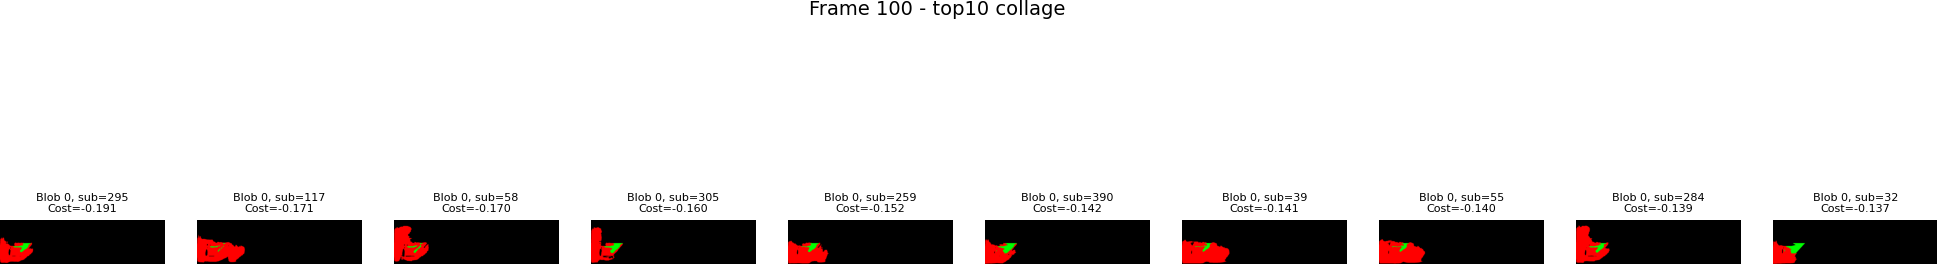 Frame 100 - top10 collage
Blob 0, sub=295
Cost=-0.191
Blob 0, sub=117
Cost=-0.171
Blob 0, sub=58
Cost=-0.170
Blob 0, sub=305
Cost=-0.160
Blob 0, sub=259
Cost=-0.152
Blob 0, sub=390
Cost=-0.142
Blob 0, sub=39
Cost=-0.141
Blob 0, sub=55
Cost=-0.140
Blob 0, sub=284
Cost=-0.139
Blob 0, sub=32
Cost=-0.137